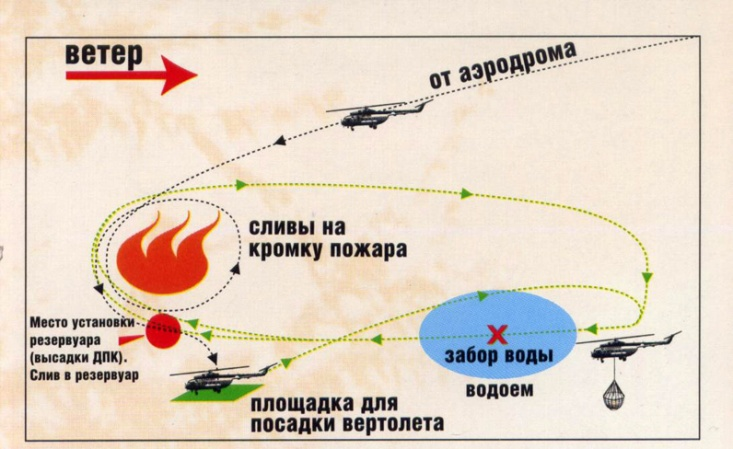 ветер
от аэродрома
сливы на
кромку пожара
Место установки
резервуара
(высадки ДПК).
Слив в резервуар
X
забор воды
водоем
площадка для
посадки вертолета